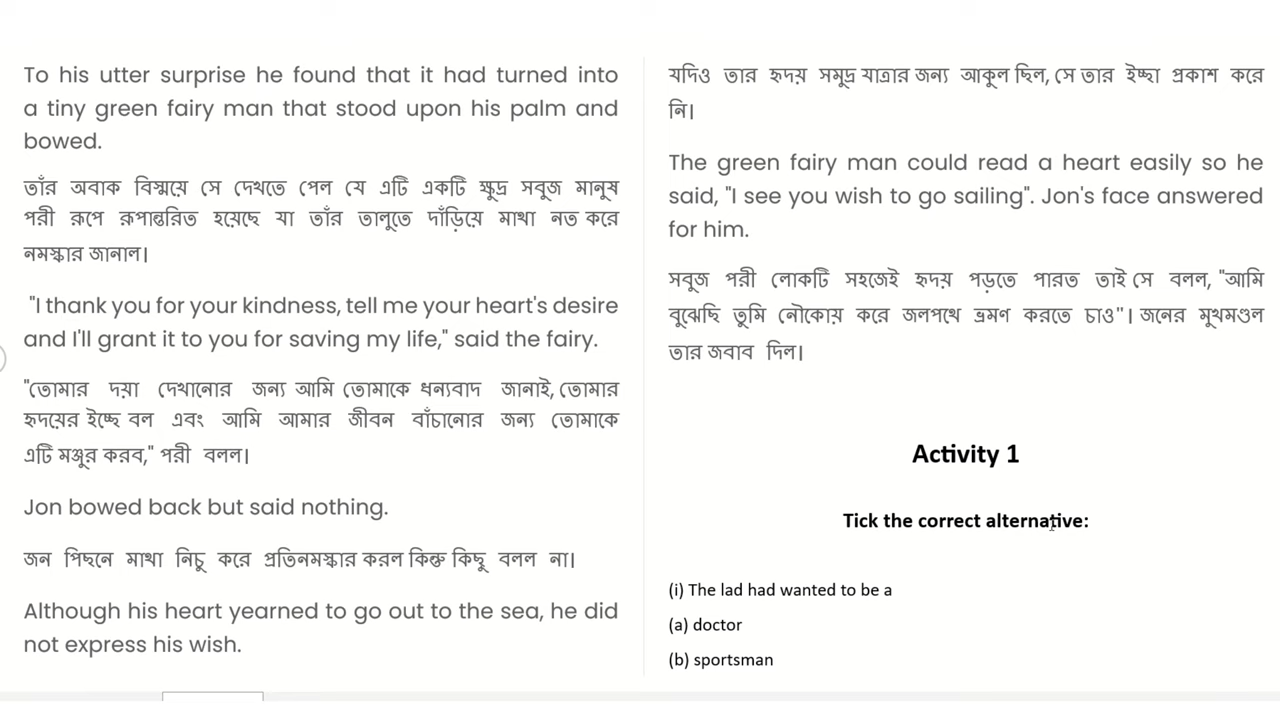 To his utter surprise he found that it had turned into
a tiny green fairy man that stood upon his palm and
bowed.
তাঁর অবাক বিস্ময়ে সে দেখতে পেল যে এটি একটি ক্ষুদ্র সবুজ মানুষ
পরী রূপে রূপান্তরিত হয়েছে যা তাঁর তালুতে দাঁড়িয়ে মাথা নত করে
নমস্কার জানাল।
"I thank you for your kindness, tell me your heart's desire
and I'll grant it to you for saving my life," said the fairy.
"তোমার দয়া দেখানোর জন্য আমি তোমাকে ধন্যবাদ জানাই, তোমার
হৃদয়ের ইচ্ছে বল এবং আমি আমার জীবন বাঁচানোর জন্য তোমাকে
এটি মঞ্জুর করব," পরী বলল।
Jon bowed back but said nothing.
জন পিছনে মাথা নিচু করে প্রতিনমস্কার করল কিন্তু কিছু বলল না।
Although his heart yearned to go out to the sea, he did
not express his wish.
যদিও তার হৃদয় সমুদ্র যাত্রার জন্য আকুল ছিল, সে তার ইচ্ছা প্রকাশ করে
নি।
The green fairy man could read a heart easily so he
said, "I see you wish to go sailing". Jon's face answered
for him.
সবুজ পরী লোকটি সহজেই হৃদয় পড়তে পারত তাই সে বলল, "আমি
বুঝেছি তুমি নৌকোয় করে জলপথে ভ্রমণ করতে চাও"। জনের মুখমণ্ডল
তার জবাব দিল।
Activity 1
Tick the correct alternative:
(i) The lad had wanted to be a
(a) doctor
(b) sportsman